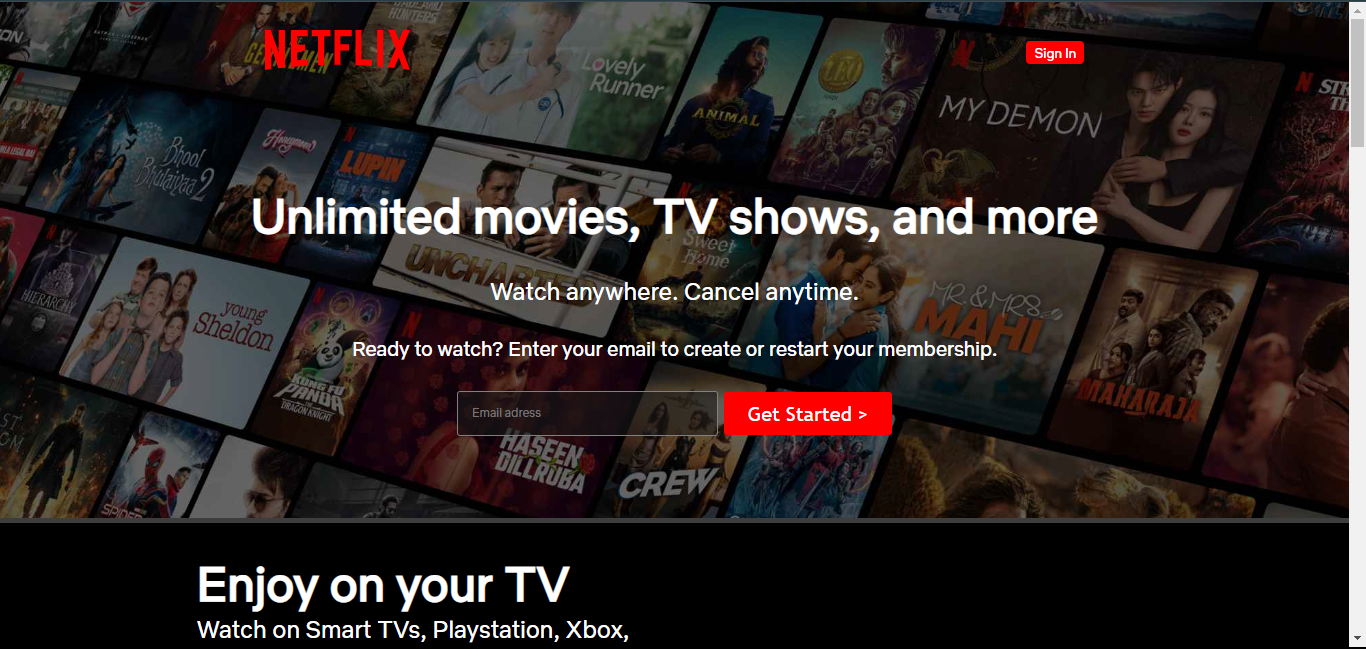 NETFLIX
Sign In
Lovely
Runner
ANIMAL
LEO
MY DEMON
Bhool
Bhulaiyaa 2
Honeymoon
LUPIN
Unlimited movies, TV shows, and more
UNCHARTED
Sweet
Home
Watch anywhere. Cancel anytime.
HIERARCHY
young
Sheldon
MR. & MRS.
MAHI
Ready to watch? Enter your email to create or restart your membership.
KUNG FU
PANDA
THE
DRAGON KNIGHT
MAHARAJA
Email adress
Get Started >
HASEEN
DILLRUBA
CREW
Enjoy on your TV
Watch on Smart TVs, Playstation, Xbox,